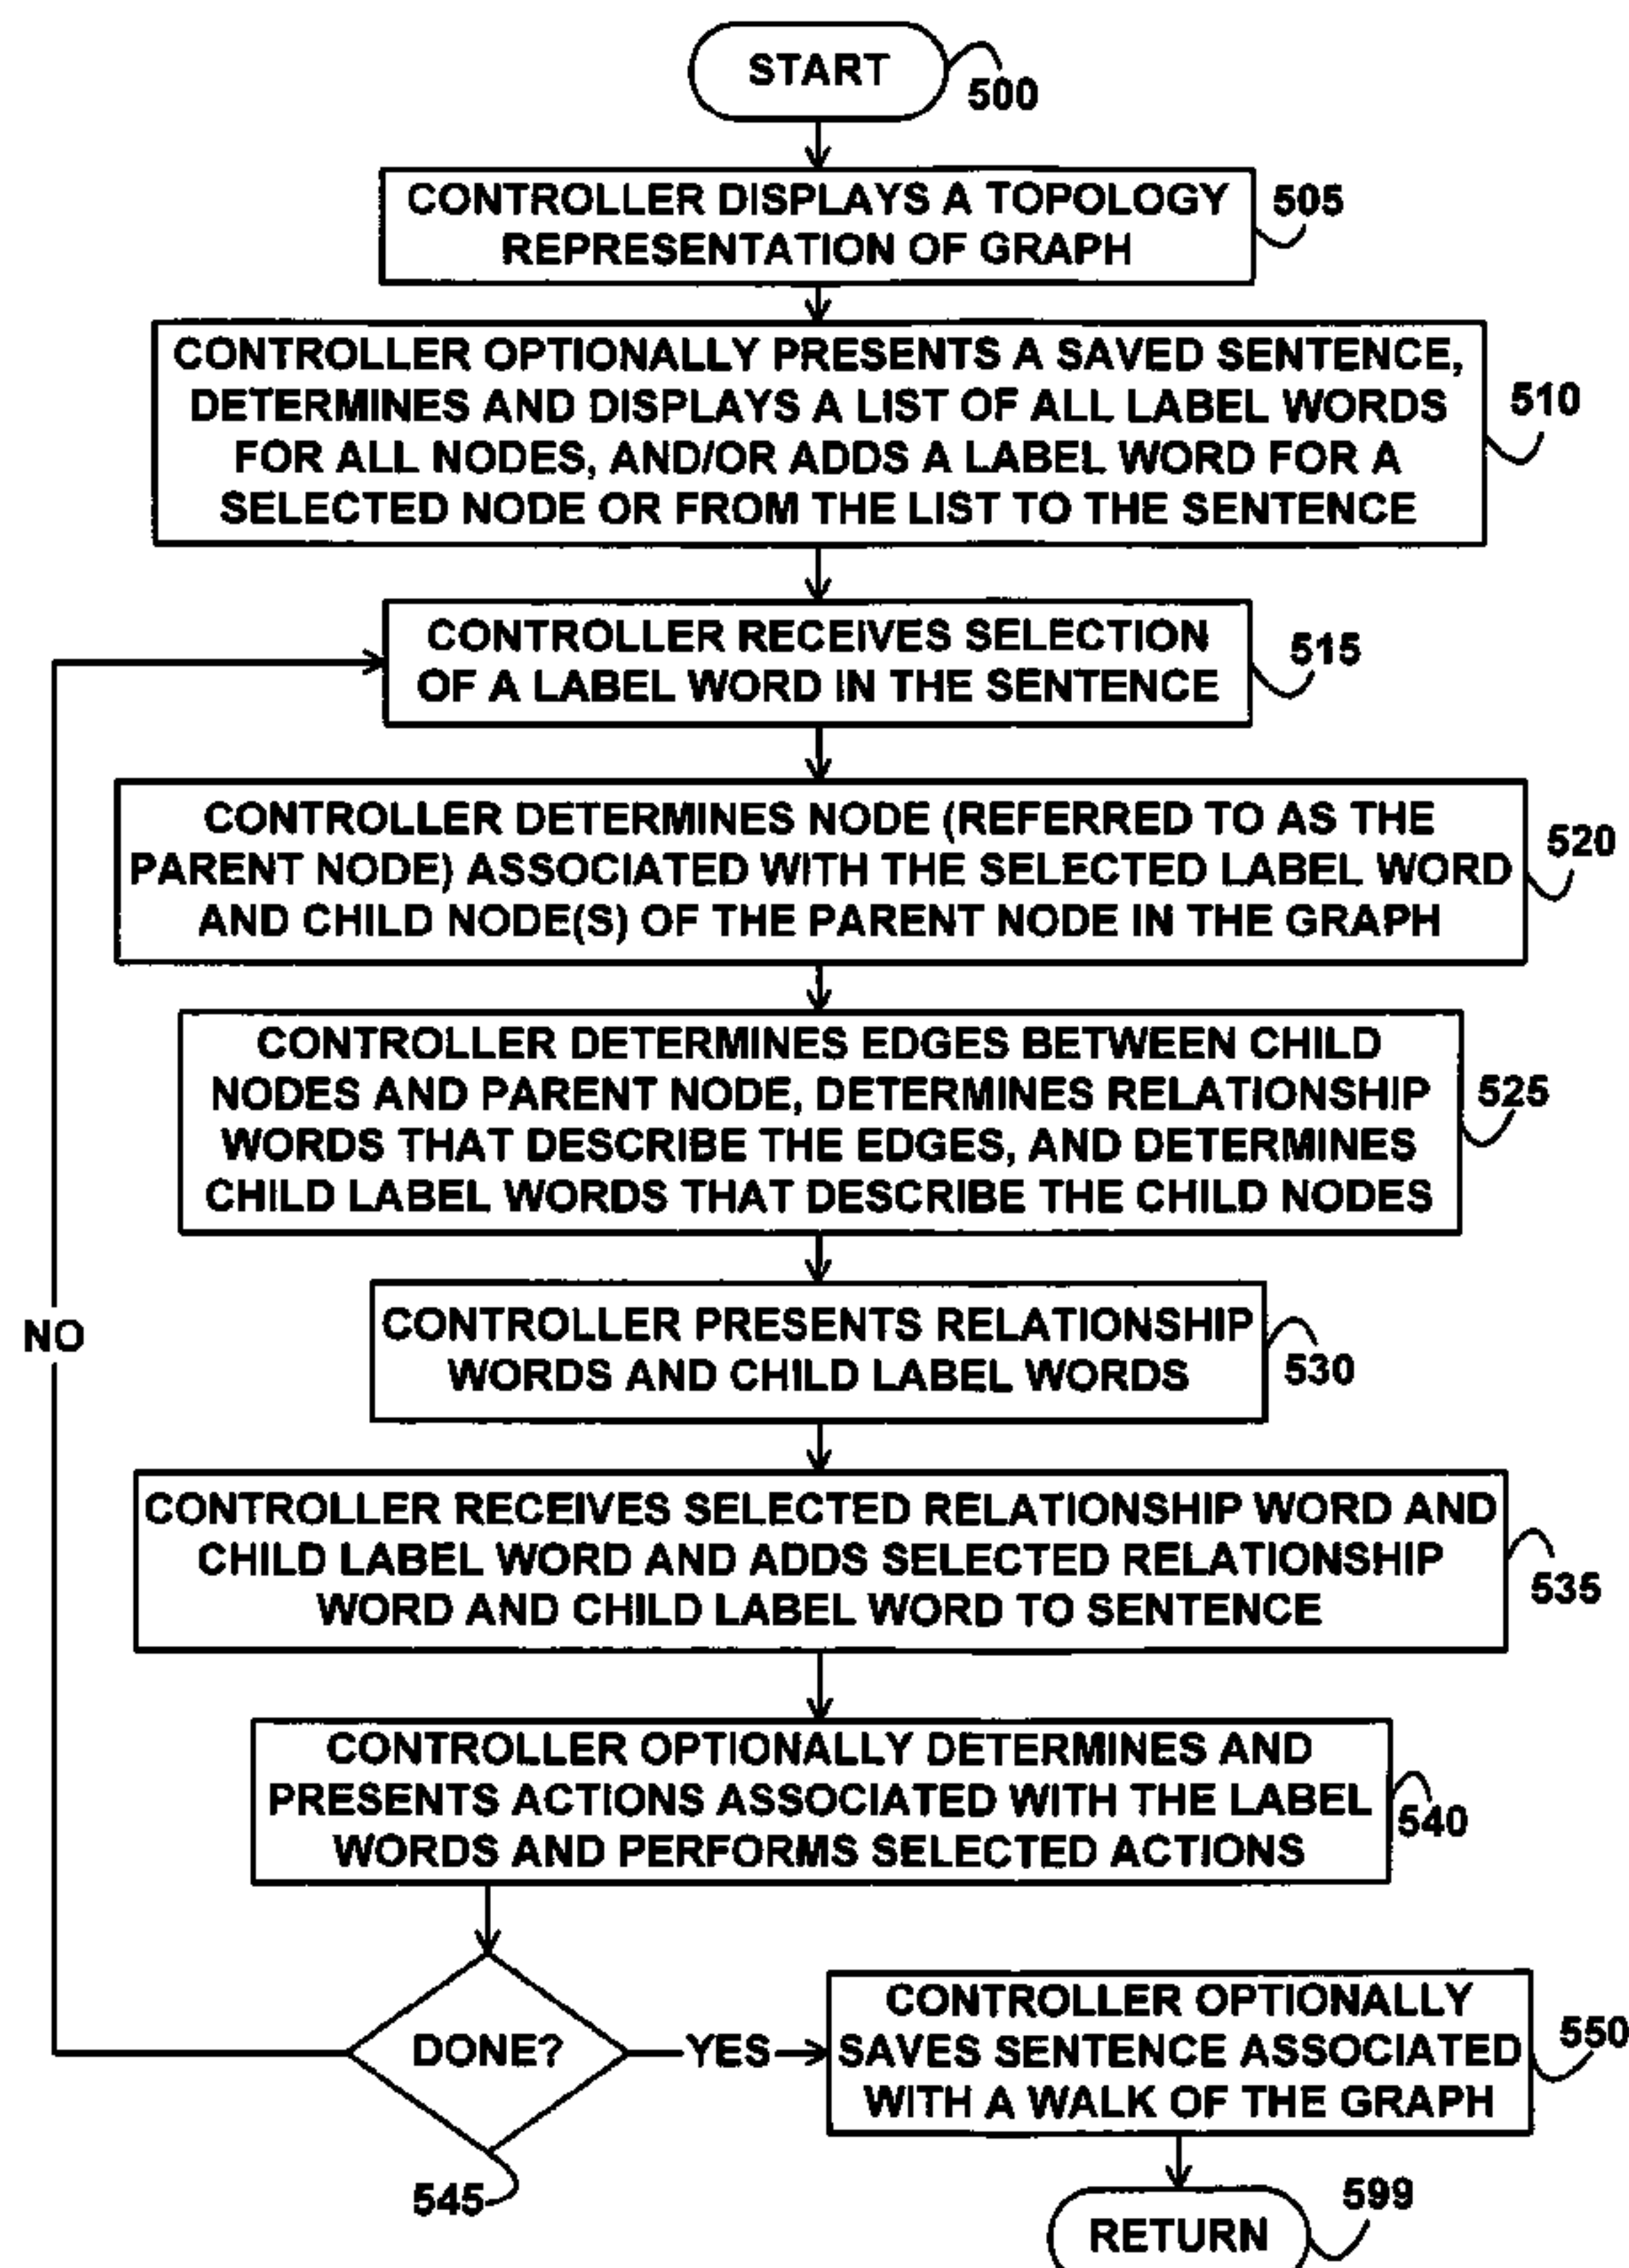 START
500
CONTROLLER DISPLAYS A TOPOLOGY
REPRESENTATION OF GRAPH
505
CONTROLLER OPTIONALLY PRESENTS A SAVED SENTENCE,
DETERMINES AND DISPLAYS A LIST OF ALL LABEL WORDS
FOR ALL NODES, AND/OR ADDS A LABEL WORD FOR A
SELECTED NODE OR FROM THE LIST TO THE SENTENCE
510
CONTROLLER RECEIVES SELECTION
OF A LABEL WORD IN THE SENTENCE
515
CONTROLLER DETERMINES NODE (REFERRED TO AS THE
PARENT NODE) ASSOCIATED WITH THE SELECTED LABEL WORD
AND CHILD NODE(S) OF THE PARENT NODE IN THE GRAPH
520
CONTROLLER DETERMINES EDGES BETWEEN CHILD
NODES AND PARENT NODE, DETERMINES RELATIONSHIP
WORDS THAT DESCRIBE THE EDGES, AND DETERMINES
CHILD LABEL WORDS THAT DESCRIBE THE CHILD NODES
525
NO
CONTROLLER PRESENTS RELATIONSHIP
WORDS AND CHILD LABEL WORDS
530
CONTROLLER RECEIVES SELECTED RELATIONSHIP WORD AND
CHILD LABEL WORD AND ADDS SELECTED RELATIONSHIP
WORD AND CHILD LABEL WORD TO SENTENCE
535
CONTROLLER OPTIONALLY DETERMINES AND
PRESENTS ACTIONS ASSOCIATED WITH THE LABEL
WORDS AND PERFORMS SELECTED ACTIONS
540
DONE?
545
YES
CONTROLLER OPTIONALLY
SAVES SENTENCE ASSOCIATED
WITH A WALK OF THE GRAPH
550
RETURN
599